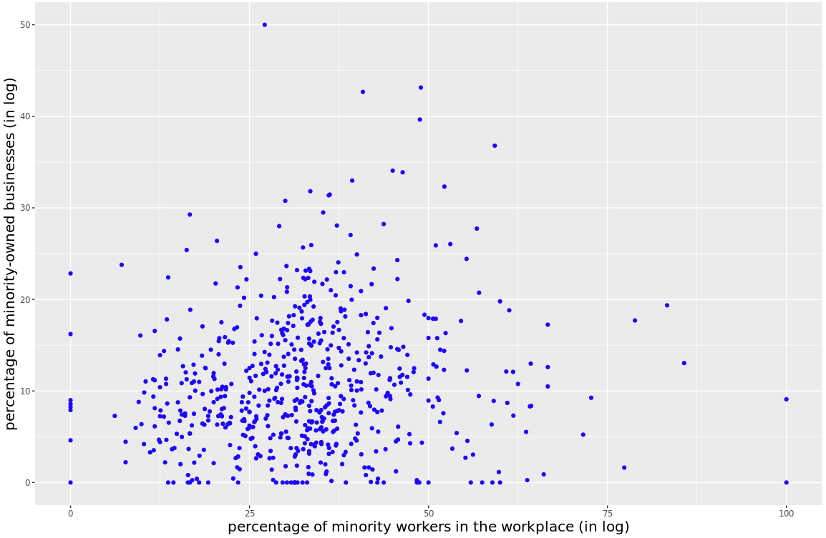 percentage of minority-owned businesses (in log)
50
40
30
20
10
0
0 25 50 75 100
percentage of minority workers in the workplace (in log)